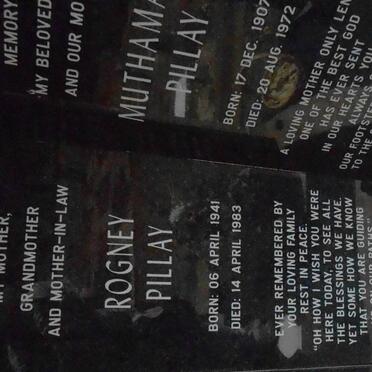 MEMORY
MY BELOVED
AND OUR MO
MUTHAMA
PILLAY
BORN: 17 DEC. 1907
DIED: 20 AUG. 1972
A LOVING MOTHER ONLY LEN
ONE OF THE BEST GOD
HAS EVER SENT
IN OUR HEARTS YOU
ALWAYS
OUR FOOTST
TO THE
MY MOTHER,
GRANDMOTHER
AND MOTHER-IN-LAW
ROGNEY
PILLAY
BORN: 06 APRIL 1941
DIED: 14 APRIL 1983
EVER REMEMBERED BY
YOUR LOVING FAMILY
REST IN PEACE.
"OH HOW I WISH YOU WERE
HERE TODAY, TO SEE ALL
THE BLESSINGS WE HAVE.
YET SOME HOW WE KNOW
THAT YOU ARE GUIDING